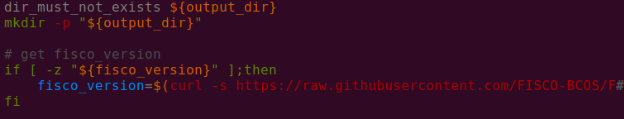 dir_must_not_exists ${output_dir}
mkdir -p "${output_dir}"
# get fisco_version
if [ -z "${fisco_version}" ];then
    fisco_version=$(curl -s https://raw.githubusercontent.com/FISCO-BCOS/F#
fi